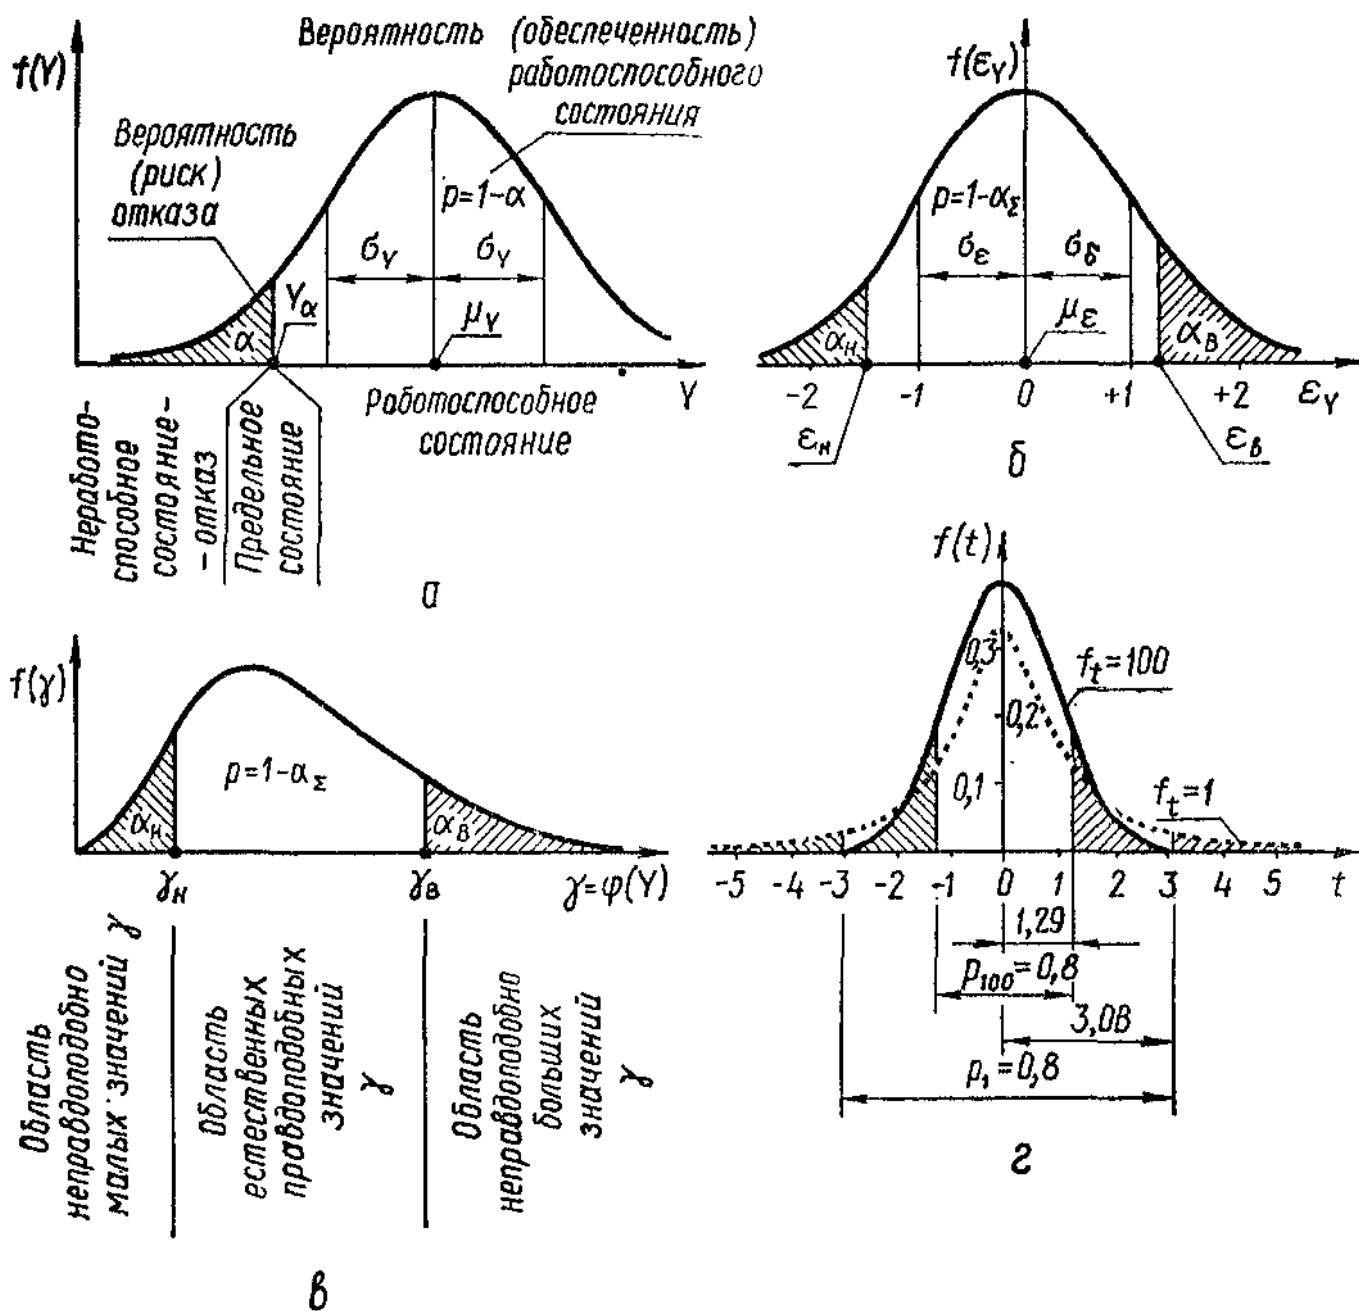 f(Y)
Вероятность (обеспеченность)
работоспособного
состояния
Вероятность
(риск)
отказа
p=1-α
σY
σY
Yα
α
μY
Y
Неработо-
способное
состояние-
-отказ
Предельное
состояние
Работоспособное
состояние
а
f(εY)
p=1-αΣ
σε
σδ
με
αн
αв
-2
-1
0
+1
+2
εY
εн
εв
б
f(γ)
p=1-αΣ
αн
αв
γн
γв
γ=φ(Y)
Область
неправдоподобно
малых значений γ
Область
естественных
правдоподобных
значений
γ
Область
неправдоподобно
больших
значений
γ
в
f(t)
0,3
0,2
0,1
ft=100
ft=1
-5 -4 -3 -2 -1 0 1 2 3 4 5 t
1,29
p100=0,8
3,08
p1=0,8
г